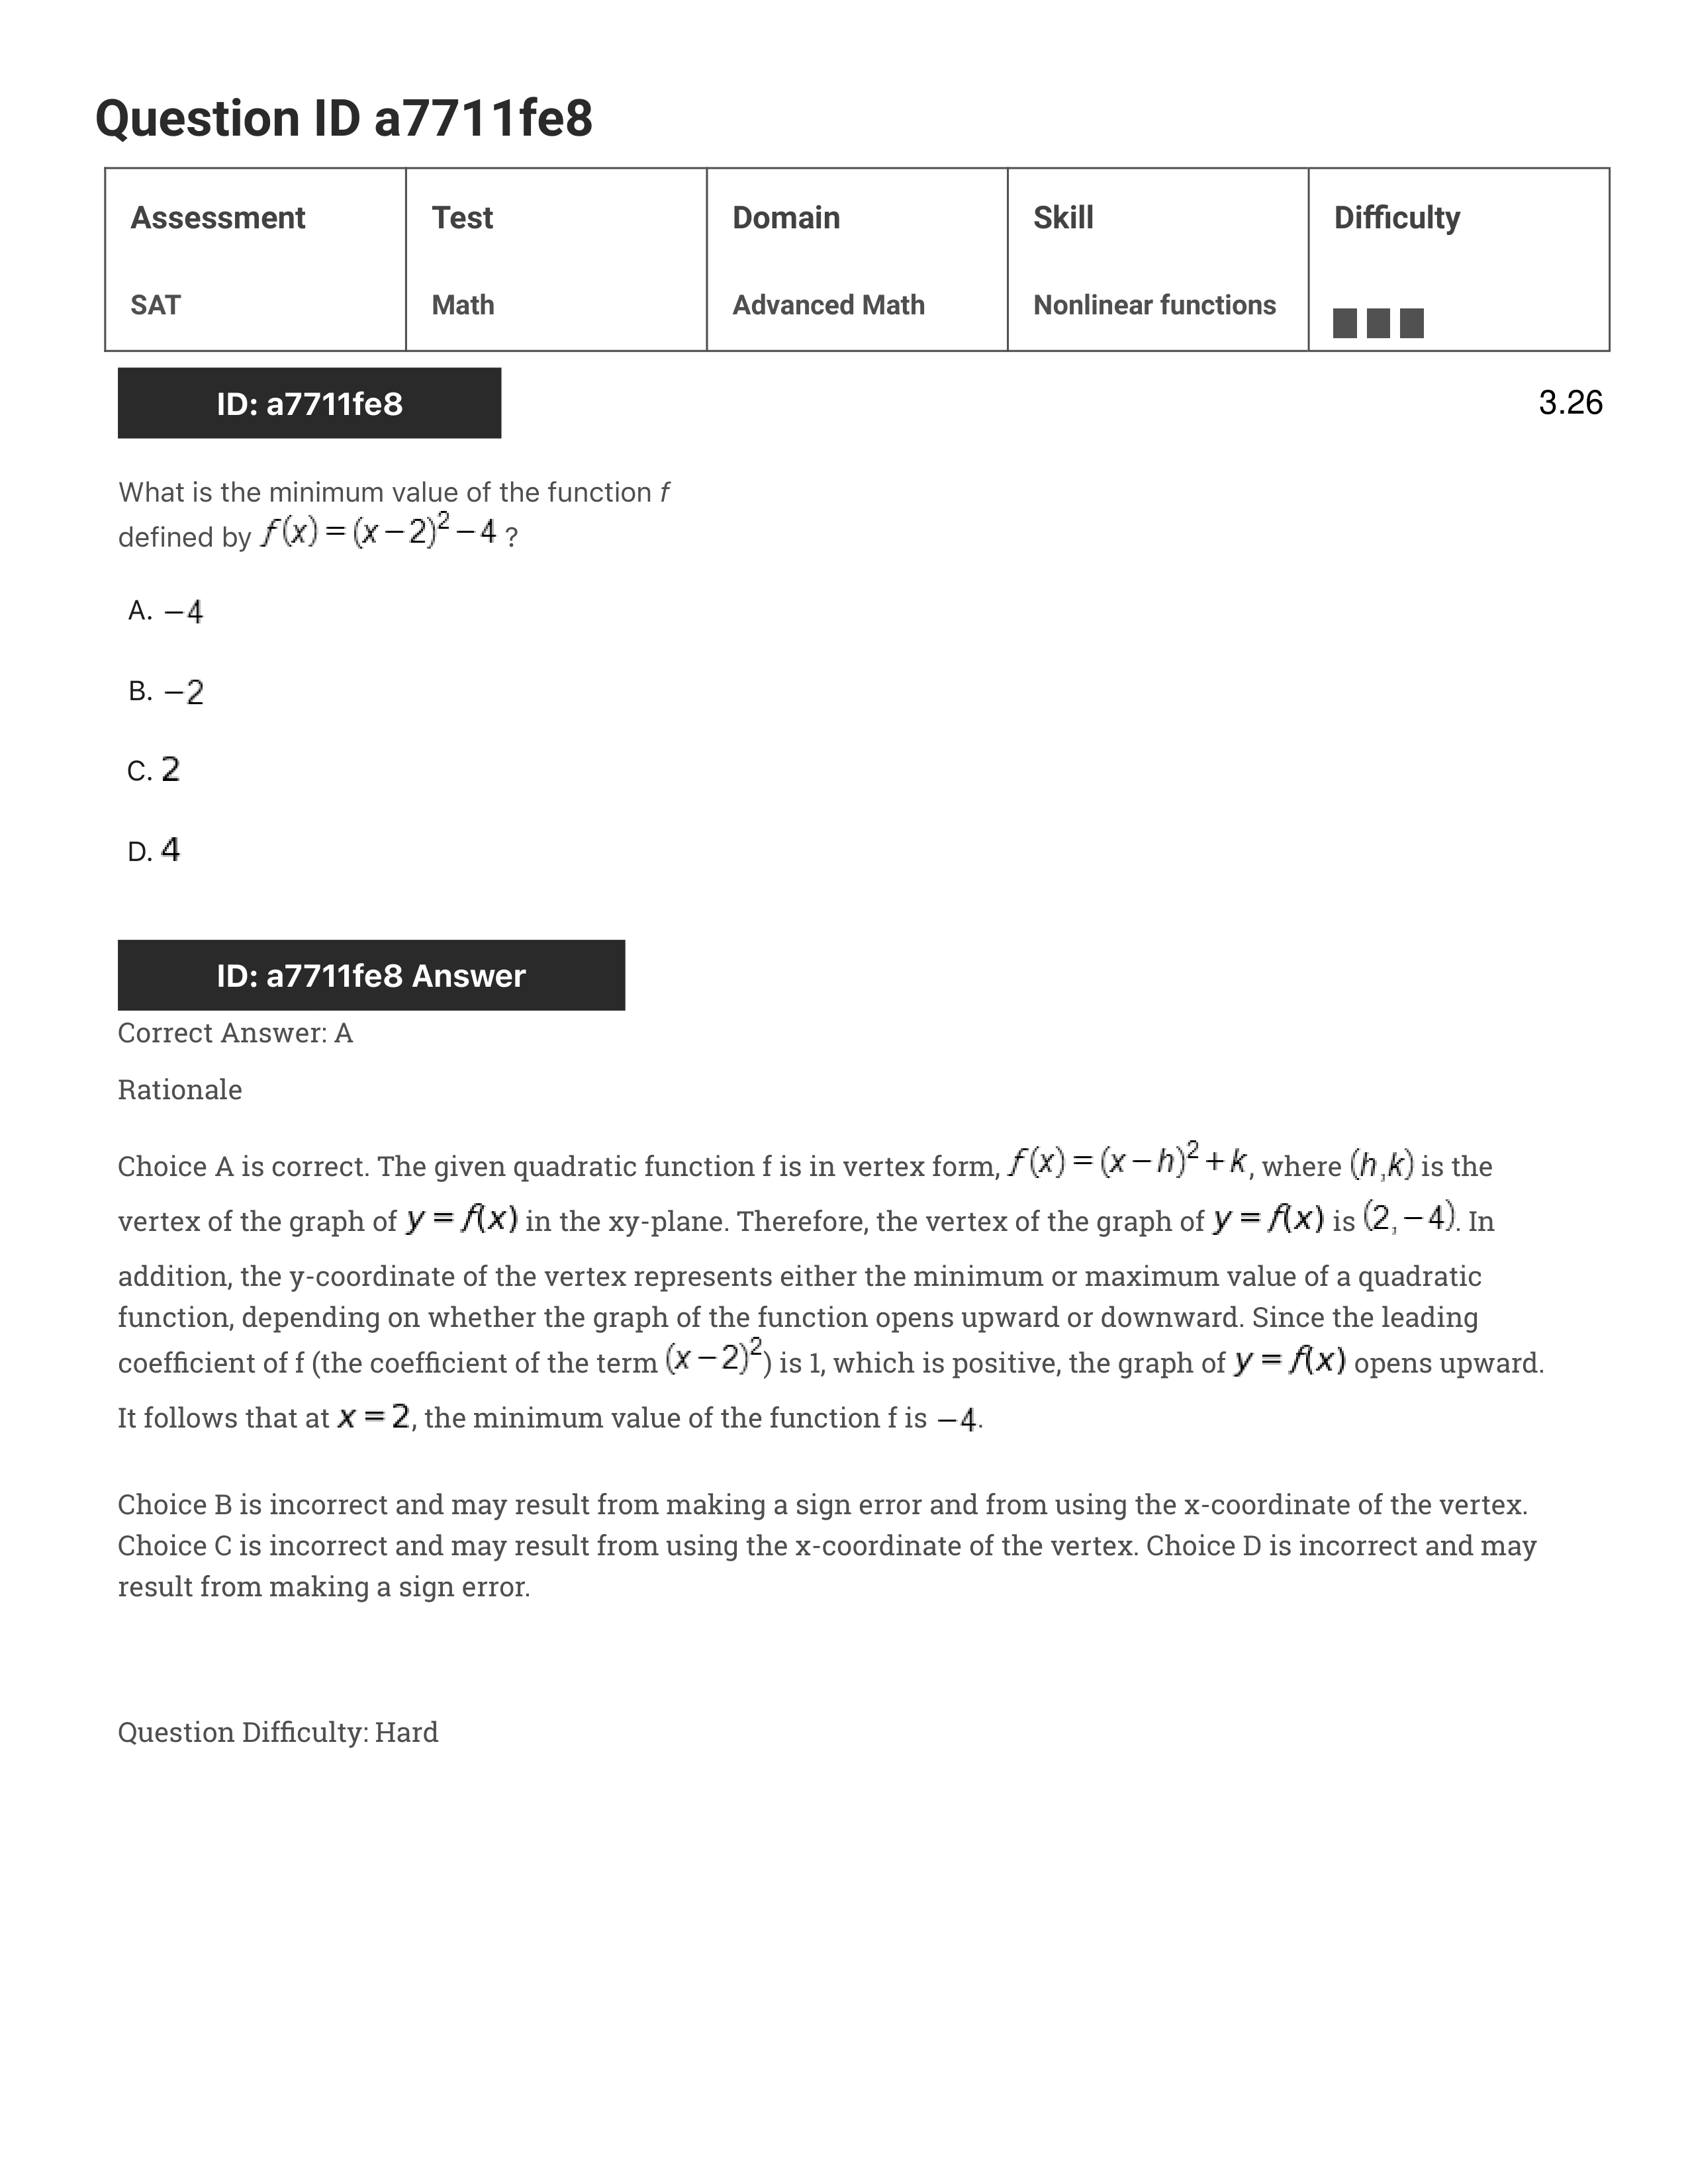 Question ID a7711fe8
Assessment Test Domain Skill Difficulty
SAT Math Advanced Math Nonlinear functions
ID: a7711fe8 3.26
What is the minimum value of the function f
defined by f(x) = (x − 2)² − 4 ?
A. −4
B. −2
C. 2
D. 4
ID: a7711fe8 Answer
Correct Answer: A
Rationale
Choice A is correct. The given quadratic function f is in vertex form, f(x) = (x − h)² + k, where (h,k) is the
vertex of the graph of y = f(x) in the xy-plane. Therefore, the vertex of the graph of y = f(x) is (2, −4). In
addition, the y-coordinate of the vertex represents either the minimum or maximum value of a quadratic
function, depending on whether the graph of the function opens upward or downward. Since the leading
coefficient of f (the coefficient of the term (x − 2)²) is 1, which is positive, the graph of y = f(x) opens upward.
It follows that at x = 2, the minimum value of the function f is −4.
Choice B is incorrect and may result from making a sign error and from using the x-coordinate of the vertex.
Choice C is incorrect and may result from using the x-coordinate of the vertex. Choice D is incorrect and may
result from making a sign error.
Question Difficulty: Hard